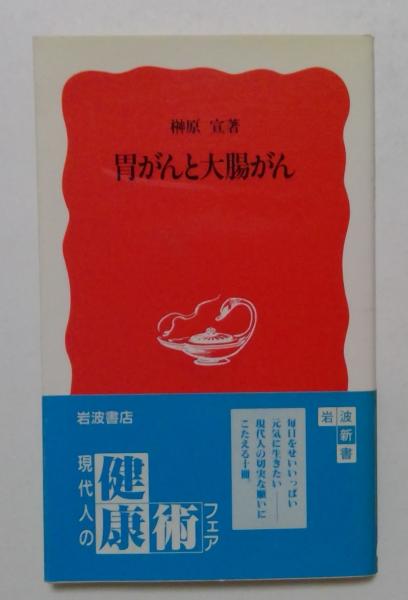 榊原 宣著
胃がんと大腸がん
岩波新書
毎日をせいいっぱい
元気に生きたい――
現代人の切実な願いに
こたえる十冊。
岩波書店
現代人の
健康術
フェア